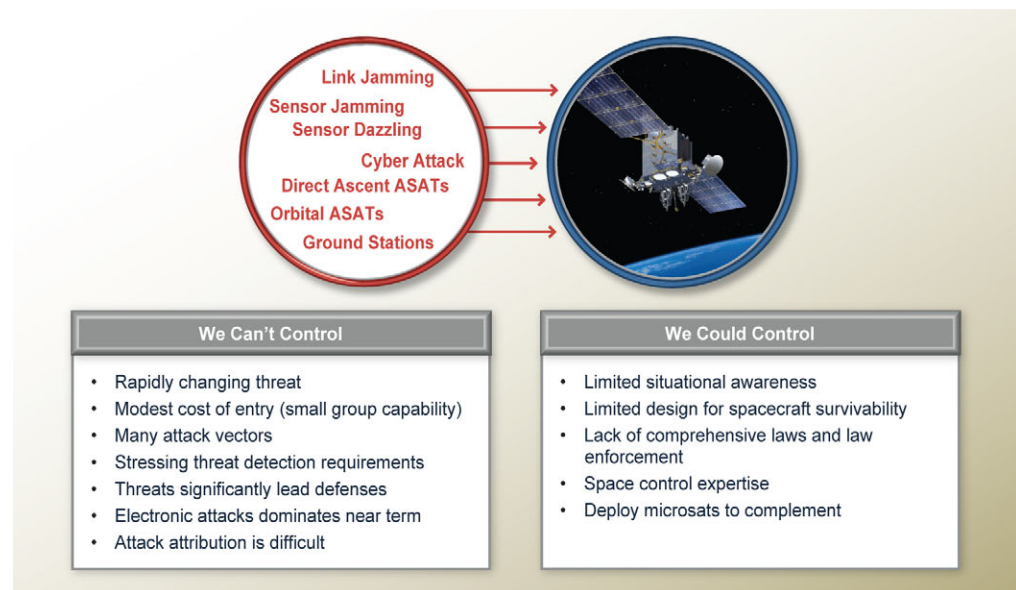 Link Jamming
Sensor Jamming
Sensor Dazzling
Cyber Attack
Direct Ascent ASATs
Orbital ASATs
Ground Stations
We Can't Control
• Rapidly changing threat
• Modest cost of entry (small group capability)
• Many attack vectors
• Stressing threat detection requirements
• Threats significantly lead defenses
• Electronic attacks dominates near term
• Attack attribution is difficult
We Could Control
• Limited situational awareness
• Limited design for spacecraft survivability
• Lack of comprehensive laws and law
enforcement
• Space control expertise
• Deploy microsats to complement